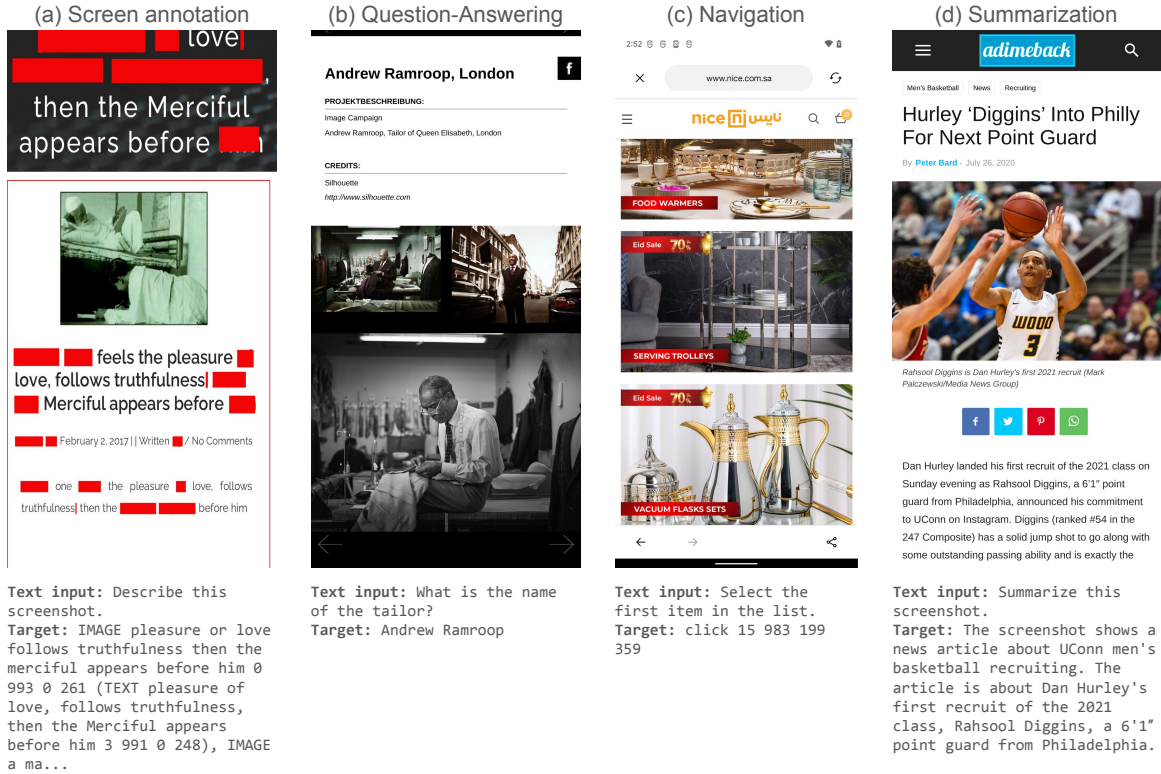 (a) Screen annotation
love
,
then the Merciful
appears before
feels the pleasure
love, follows truthfulness
Merciful appears before
February 2, 2017 | | Written / No Comments
one the pleasure love, follows
truthfulness then the before him
Text input: Describe this
screenshot.
Target: IMAGE pleasure or love
follows truthfulness then the
merciful appears before him 0
993 0 261 (TEXT pleasure of
love, follows truthfulness,
then the Merciful appears
before him 3 991 0 248), IMAGE
a ma...
(b) Question-Answering
Andrew Ramroop, London
f
PROJEKTBESCHREIBUNG:
Image Campaign
Andrew Ramroop, Tailor of Queen Elisabeth, London
CREDITS:
Silhouette
http://www.silhouette.com
Text input: What is the name
of the tailor?
Target: Andrew Ramroop
(c) Navigation
2:52
www.nice.com.sa
nice n نايس
0
FOOD WARMERS
Eid Sale 70%
SERVING TROLLEYS
Eid Sale 70%
VACUUM FLASKS SETS
Text input: Select the
first item in the list.
Target: click 15 983 199
359
(d) Summarization
adimeback
Men's Basketball News Recruiting
Hurley ‘Diggins’ Into Philly
For Next Point Guard
By Peter Bard - July 26, 2020
WOOD
3
Rahsool Diggins is Dan Hurley's first 2021 recruit (Mark
Palczewski/Media News Group)
f
Dan Hurley landed his first recruit of the 2021 class on
Sunday evening as Rahsool Diggins, a 6’1″ point
guard from Philadelphia, announced his commitment
to UConn on Instagram. Diggins (ranked #54 in the
247 Composite) has a solid jump shot to go along with
some outstanding passing ability and is exactly the
Text input: Summarize this
screenshot.
Target: The screenshot shows a
news article about UConn men's
basketball recruiting. The
article is about Dan Hurley's
first recruit of the 2021
class, Rahsool Diggins, a 6'1″
point guard from Philadelphia.